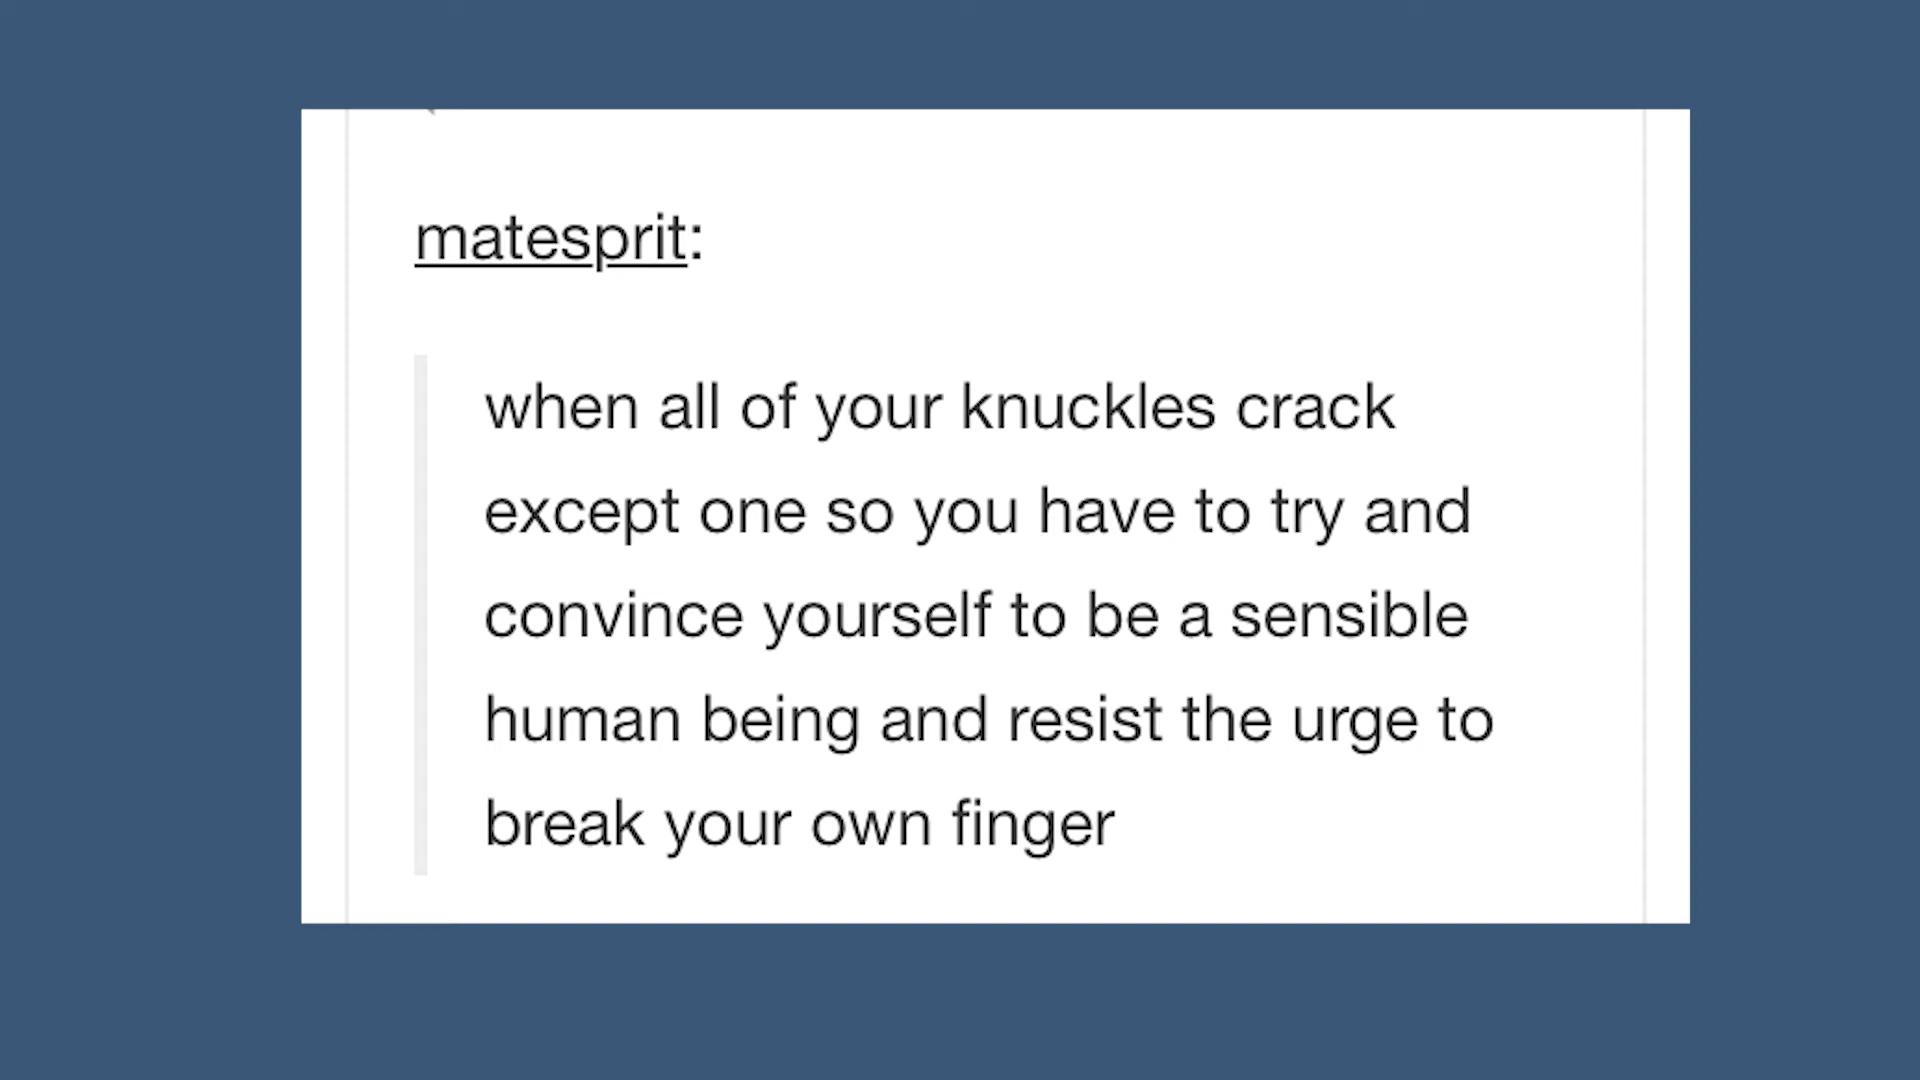 matesprit:
when all of your knuckles crack
except one so you have to try and
convince yourself to be a sensible
human being and resist the urge to
break your own finger